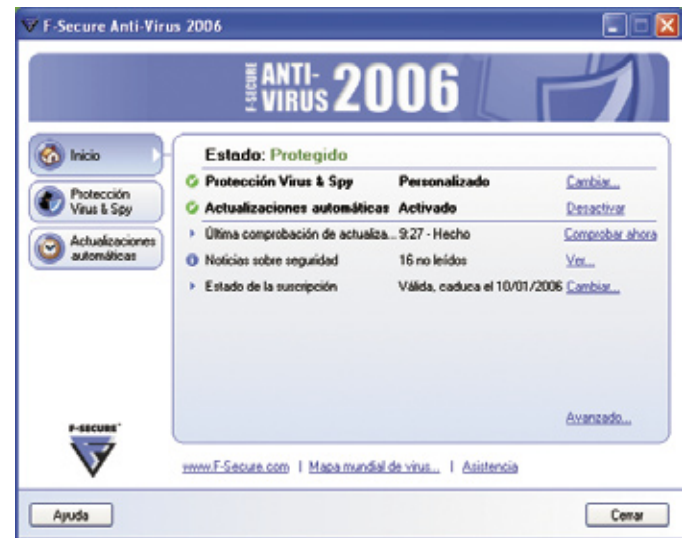 F-Secure Anti-Virus 2006
F-SECURE ANTI-VIRUS 2006
Inicio
Protección Virus & Spy
Actualizaciones automáticas
Estado: Protegido
Protección Virus & Spy Personalizado Cambiar...
Actualizaciones automáticas Activado Desactivar
Última comprobación de actualiza... 9:27 - Hecho Comprobar ahora
Noticias sobre seguridad 16 no leídos Ver...
Estado de la suscripción Válida, caduca el 10/01/2006 Cambiar...
Avanzado...
F-SECURE
www.F-Secure.com | Mapa mundial de virus... | Asistencia
Ayuda Cerrar